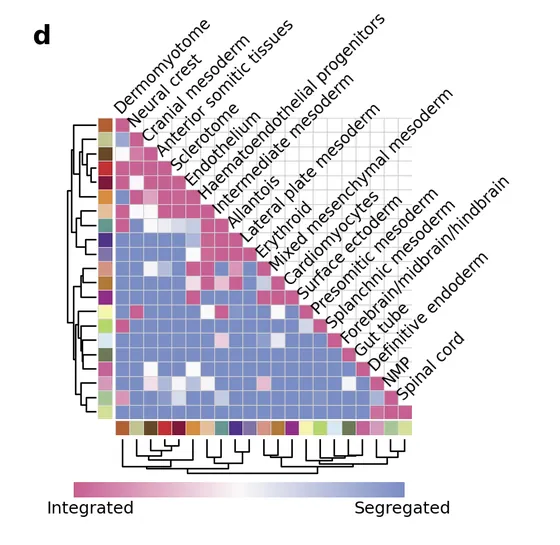 d
Dermomyotome
Neural crest
Cranial mesoderm
Anterior somitic tissues
Sclerotome
Endothelium
Haematoendothelial progenitors
Intermediate mesoderm
Allantois
Lateral plate mesoderm
Erythroid
Mixed mesenchymal mesoderm
Cardiomyocytes
Surface ectoderm
Presomitic mesoderm
Splanchnic mesoderm
Forebrain/midbrain/hindbrain
Gut tube
Definitive endoderm
NMP
Spinal cord
Integrated
Segregated